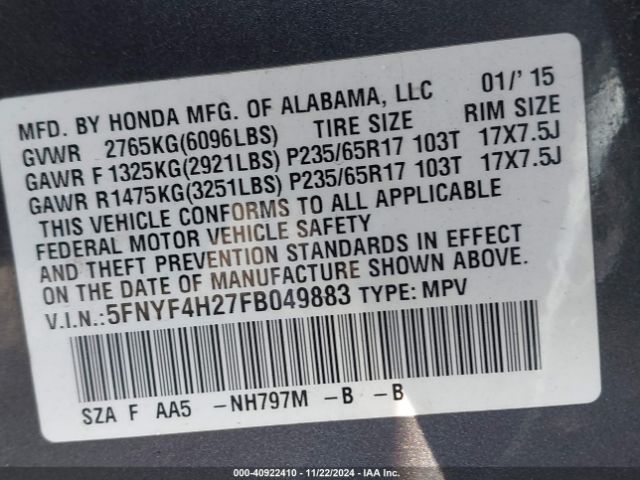 MFD. BY HONDA MFG. OF ALABAMA, LLC 01/' 15
GVWR 2765KG(6096LBS) TIRE SIZE RIM SIZE
GAWR F 1325KG(2921LBS) P235/65R17 103T 17X7.5J
GAWR R1475KG(3251LBS) P235/65R17 103T 17X7.5J
THIS VEHICLE CONFORMS TO ALL APPLICABLE
FEDERAL MOTOR VEHICLE SAFETY
AND THEFT PREVENTION STANDARDS IN EFFECT
ON THE DATE OF MANUFACTURE SHOWN ABOVE.
V.I.N.:5FNYF4H27FB049883 TYPE: MPV
SZA F AA5 -NH797M -B -B
000-40922410 - 11/22/2024 - IAA Inc.